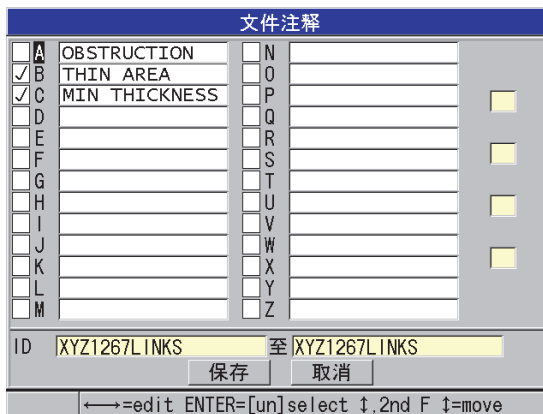 文件注释
A OBSTRUCTION
B THIN AREA
C MIN THICKNESS
D
E
F
G
H
I
J
K
L
M
N
O
P
Q
R
S
T
U
V
W
X
Y
Z
ID XYZ1267LINKS 至 XYZ1267LINKS
保存 取消
←→=edit ENTER=[un]select ↕,2nd F ↕=move